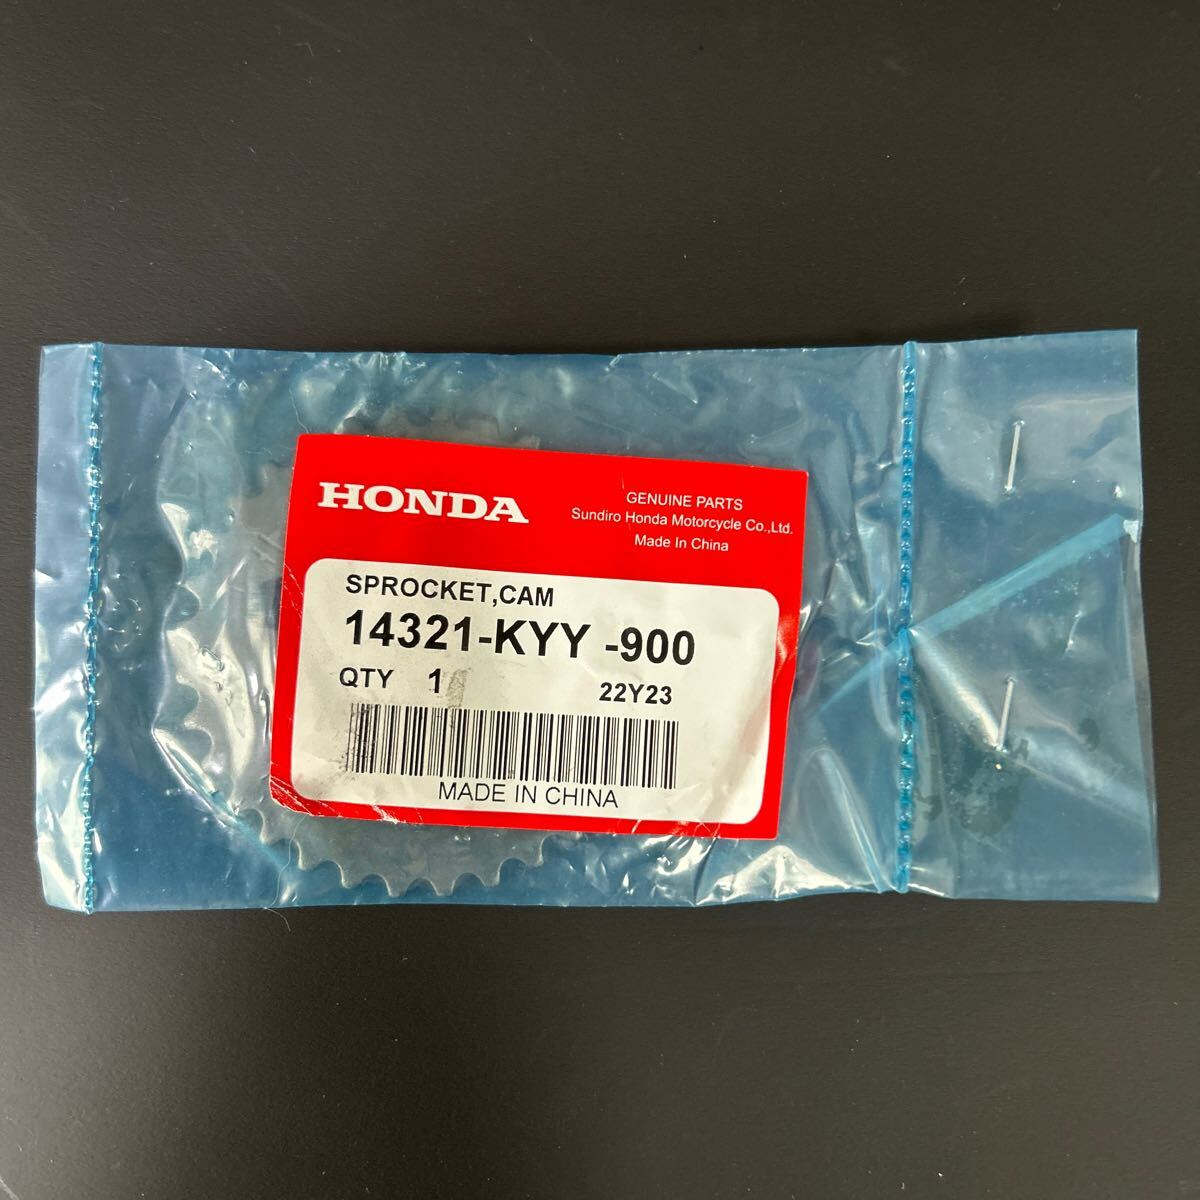 HONDA
GENUINE PARTS
Sundiro Honda Motorcycle Co.,Ltd.
Made In China
SPROCKET,CAM
14321-KYY -900
QTY 1
22Y23
MADE IN CHINA